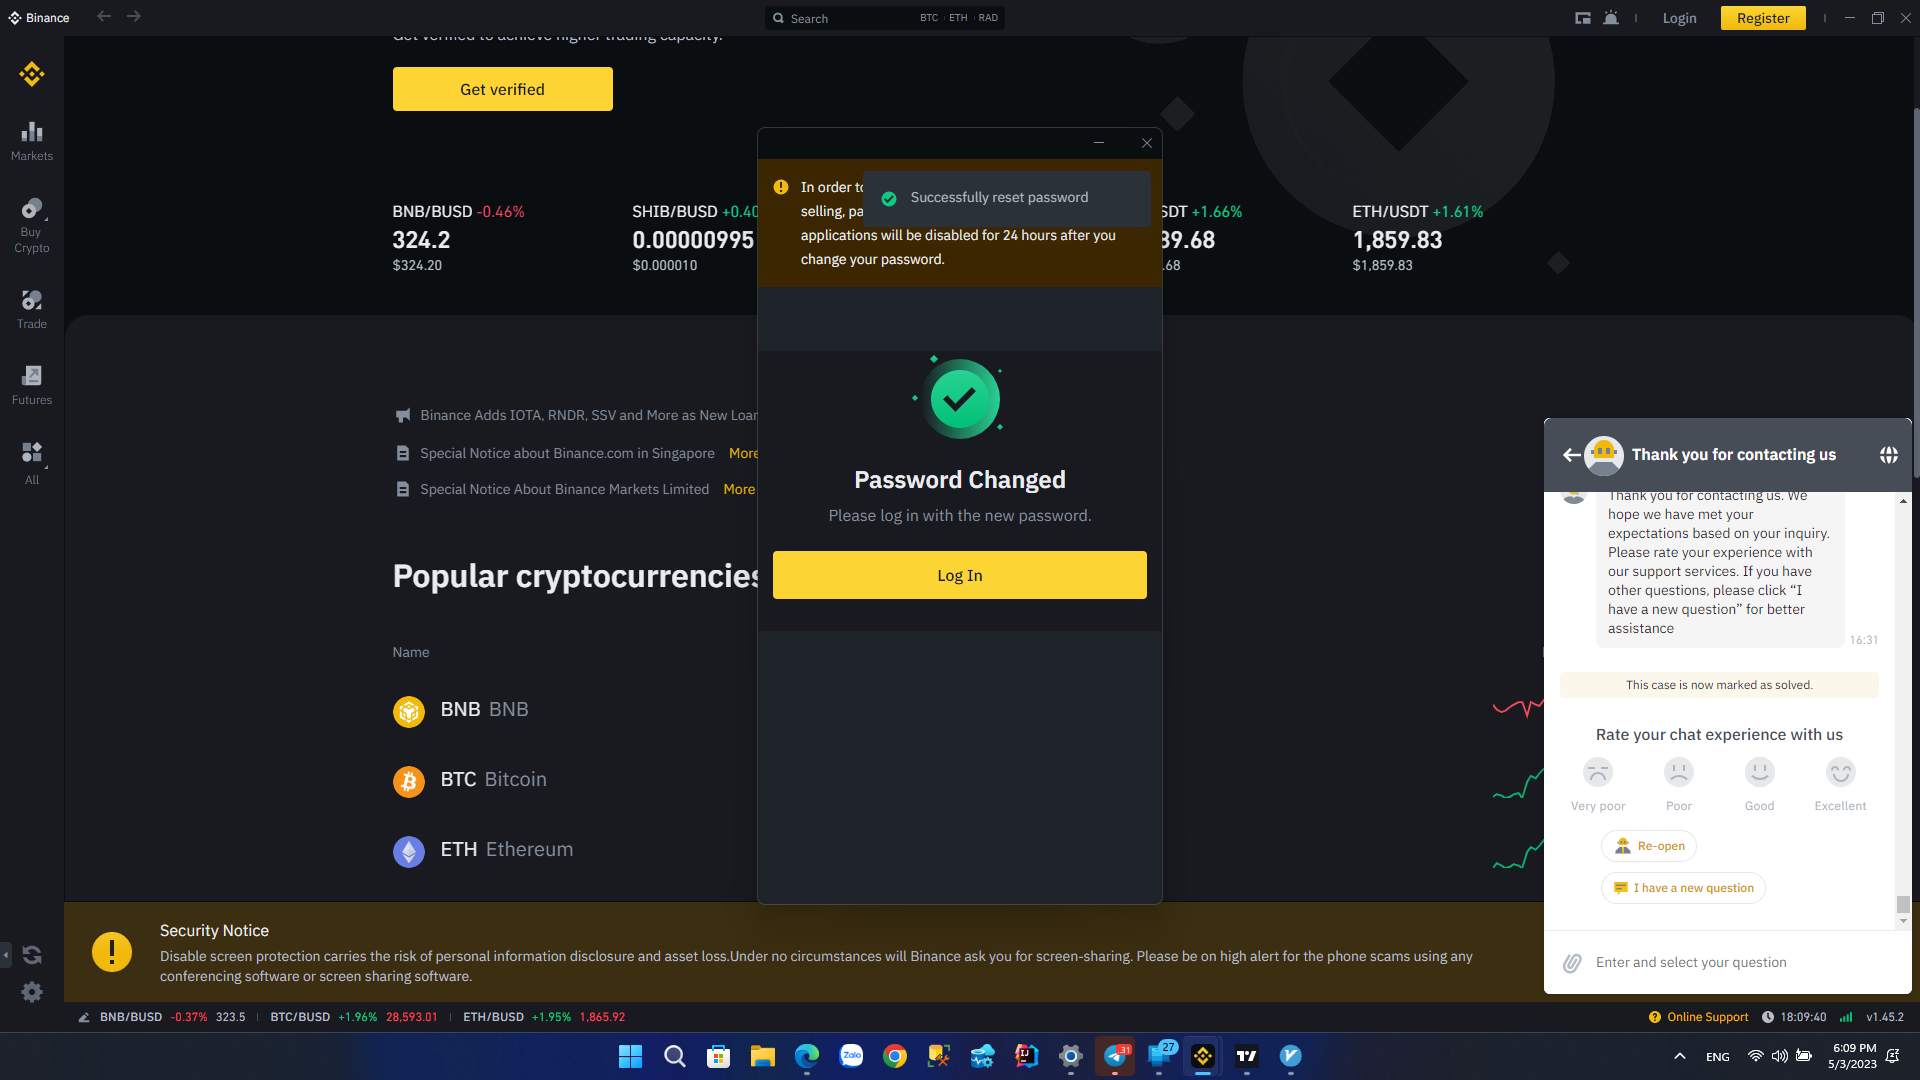 Binance
Search
BTC
ETH
RAD
Login
Register
Get verified to achieve higher trading capacity.
Get verified
Markets
Buy
Crypto
Trade
Futures
All
BNB/BUSD -0.46%
324.2
$324.20
SHIB/BUSD +0.40
0.00000995
$0.000010
SDT +1.66%
39.68
.68
ETH/USDT +1.61%
1,859.83
$1,859.83
In order to
selling, pa
applications will be disabled for 24 hours after you
change your password.
Successfully reset password
Password Changed
Please log in with the new password.
Log In
Binance Adds IOTA, RNDR, SSV and More as New Loan
Special Notice about Binance.com in Singapore More
Special Notice About Binance Markets Limited More
Popular cryptocurrencies
Name
BNB BNB
BTC Bitcoin
ETH Ethereum
Thank you for contacting us
Thank you for contacting us. We
hope we have met your
expectations based on your inquiry.
Please rate your experience with
our support services. If you have
other questions, please click “I
have a new question” for better
assistance
16:31
This case is now marked as solved.
Rate your chat experience with us
Very poor
Poor
Good
Excellent
Re-open
I have a new question
Enter and select your question
Security Notice
Disable screen protection carries the risk of personal information disclosure and asset loss.Under no circumstances will Binance ask you for screen-sharing. Please be on high alert for the phone scams using any
conferencing software or screen sharing software.
BNB/BUSD -0.37% 323.5
BTC/BUSD +1.96% 28,593.01
ETH/BUSD +1.95% 1,865.92
Online Support
18:09:40
v1.45.2
Zalo
31
27
ENG
6:09 PM
5/3/2023